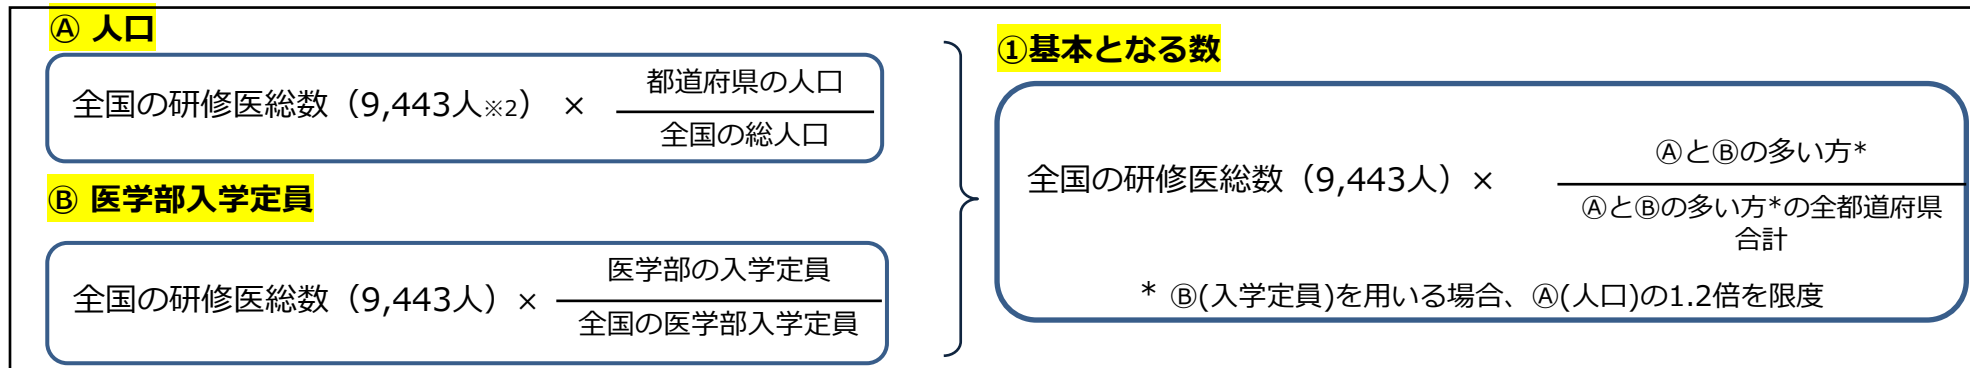 Ⓐ 人口
全国の研修医総数（9,443人※2） ×
都道府県の人口
全国の総人口
Ⓑ 医学部入学定員
全国の研修医総数（9,443人）×
医学部の入学定員
全国の医学部入学定員
①基本となる数
全国の研修医総数（9,443人）×
ⒶとⒷの多い方*
ⒶとⒷの多い方*の全都道府県
合計
* Ⓑ(入学定員)を用いる場合、Ⓐ(人口)の1.2倍を限度